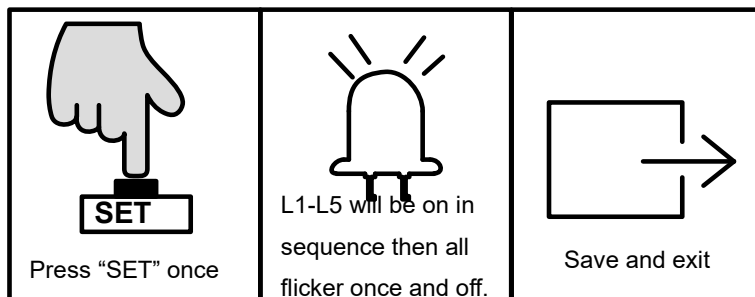 SET
Press “SET” once
L1-L5 will be on in
sequence then all
flicker once and off.
Save and exit